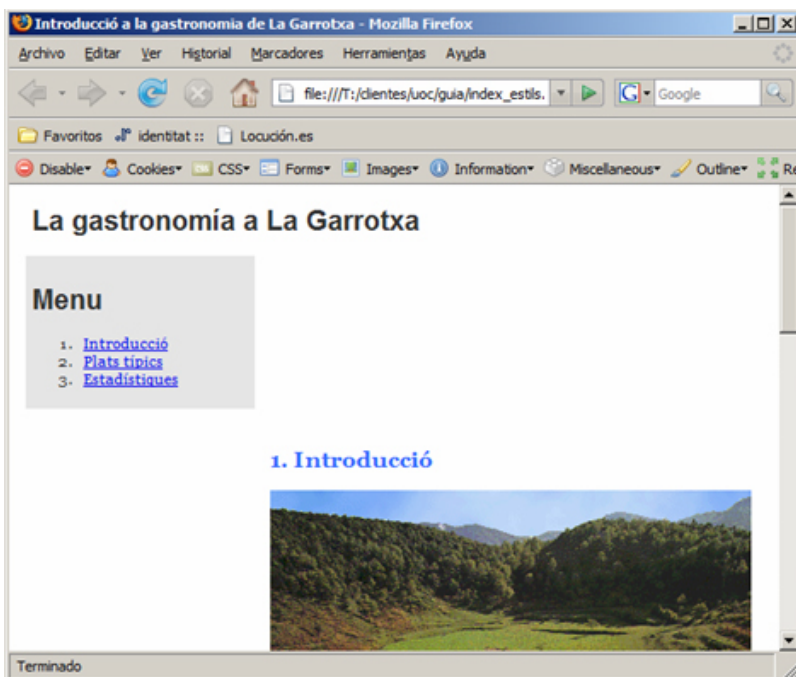 Introducció a la gastronomia de La Garrotxa - Mozilla Firefox
Archivo Editar Ver Historial Marcadores Herramientas Ayuda
file:///T:/clientes/uoc/guia/index_estils. G Google
Favoritos identitat :: Locución.es
Disable Cookies CSS Forms Images Information Miscellaneous Outline Re
La gastronomía a La Garrotxa
Menu
1. Introducció
2. Plats típics
3. Estadístiques
1. Introducció
Terminado